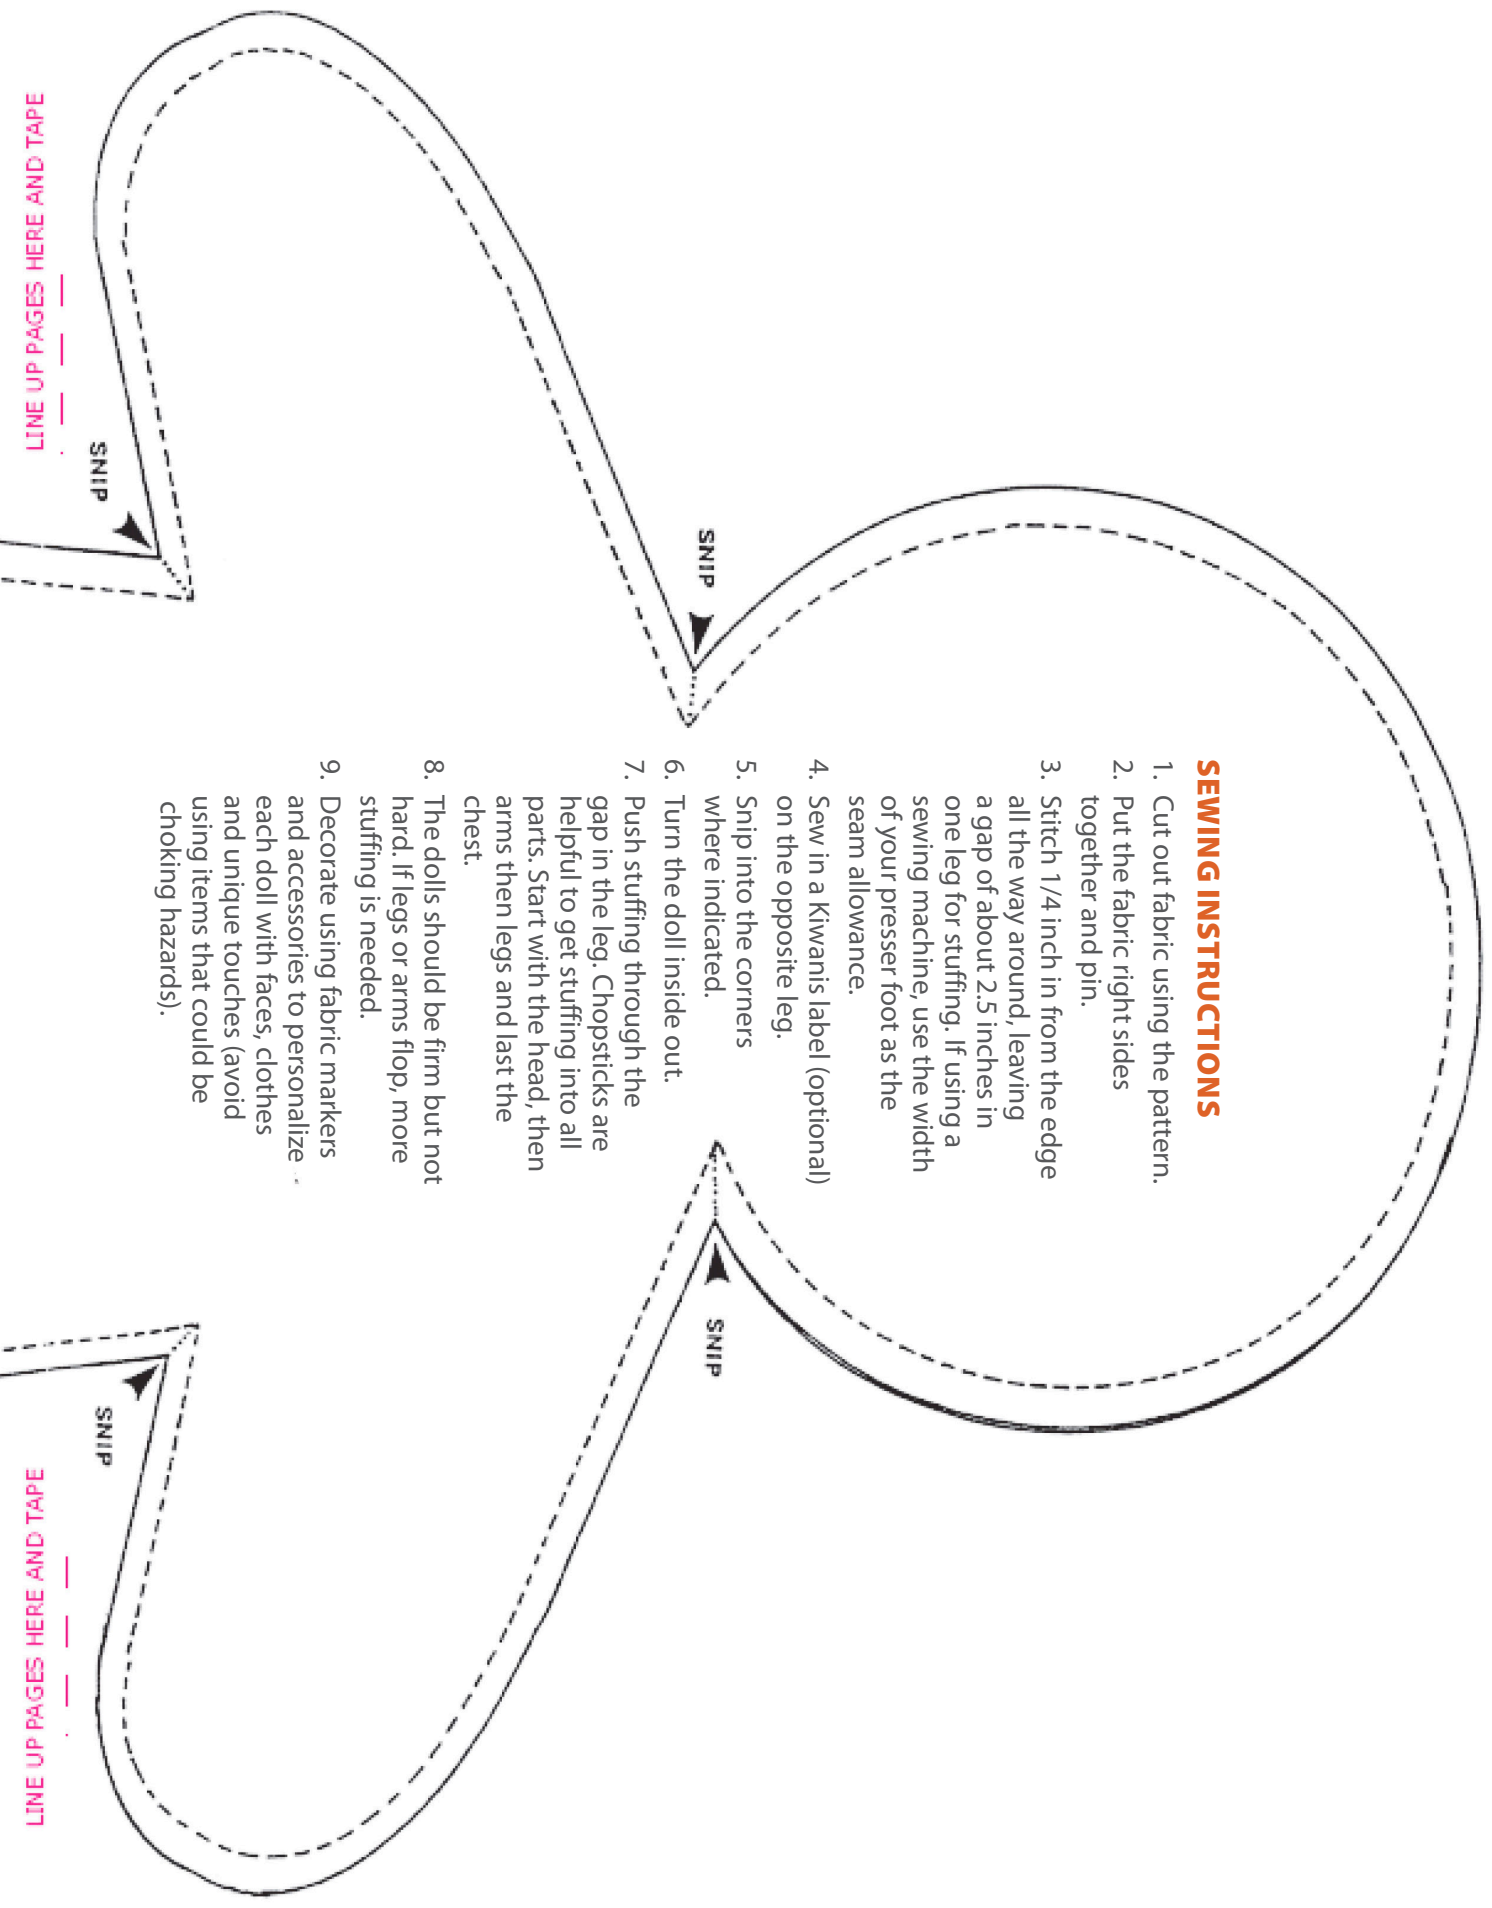 SEWING INSTRUCTIONS
1. Cut out fabric using the pattern.
2. Put the fabric right sides
together and pin.
3. Stitch 1/4 inch in from the edge
all the way around, leaving
a gap of about 2.5 inches in
one leg for stuffing. If using a
sewing machine, use the width
of your presser foot as the
seam allowance.
4. Sew in a Kiwanis label (optional)
on the opposite leg.
5. Snip into the corners
where indicated.
6. Turn the doll inside out.
7. Push stuffing through the
gap in the leg. Chopsticks are
helpful to get stuffing into all
parts. Start with the head, then
arms then legs and last the
chest.
8. The dolls should be firm but not
hard. If legs or arms flop, more
stuffing is needed.
9. Decorate using fabric markers
and accessories to personalize
each doll with faces, clothes
and unique touches (avoid
using items that could be
choking hazards).
SNIP
SNIP
SNIP
SNIP
LINE UP PAGES HERE AND TAPE
LINE UP PAGES HERE AND TAPE